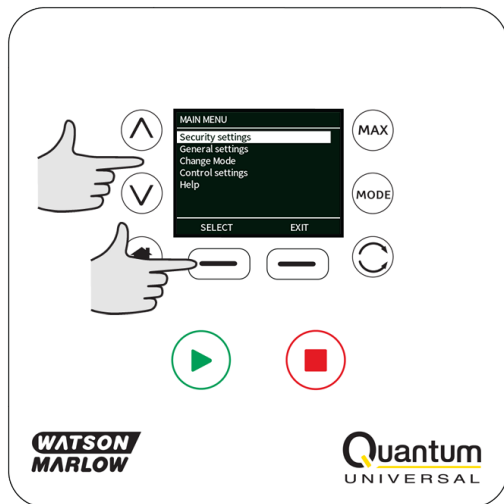 MAIN MENU
Security settings
General settings
Change Mode
Control settings
Help
SELECT EXIT
MAX
MODE
WATSON
MARLOW
Quantum
UNIVERSAL